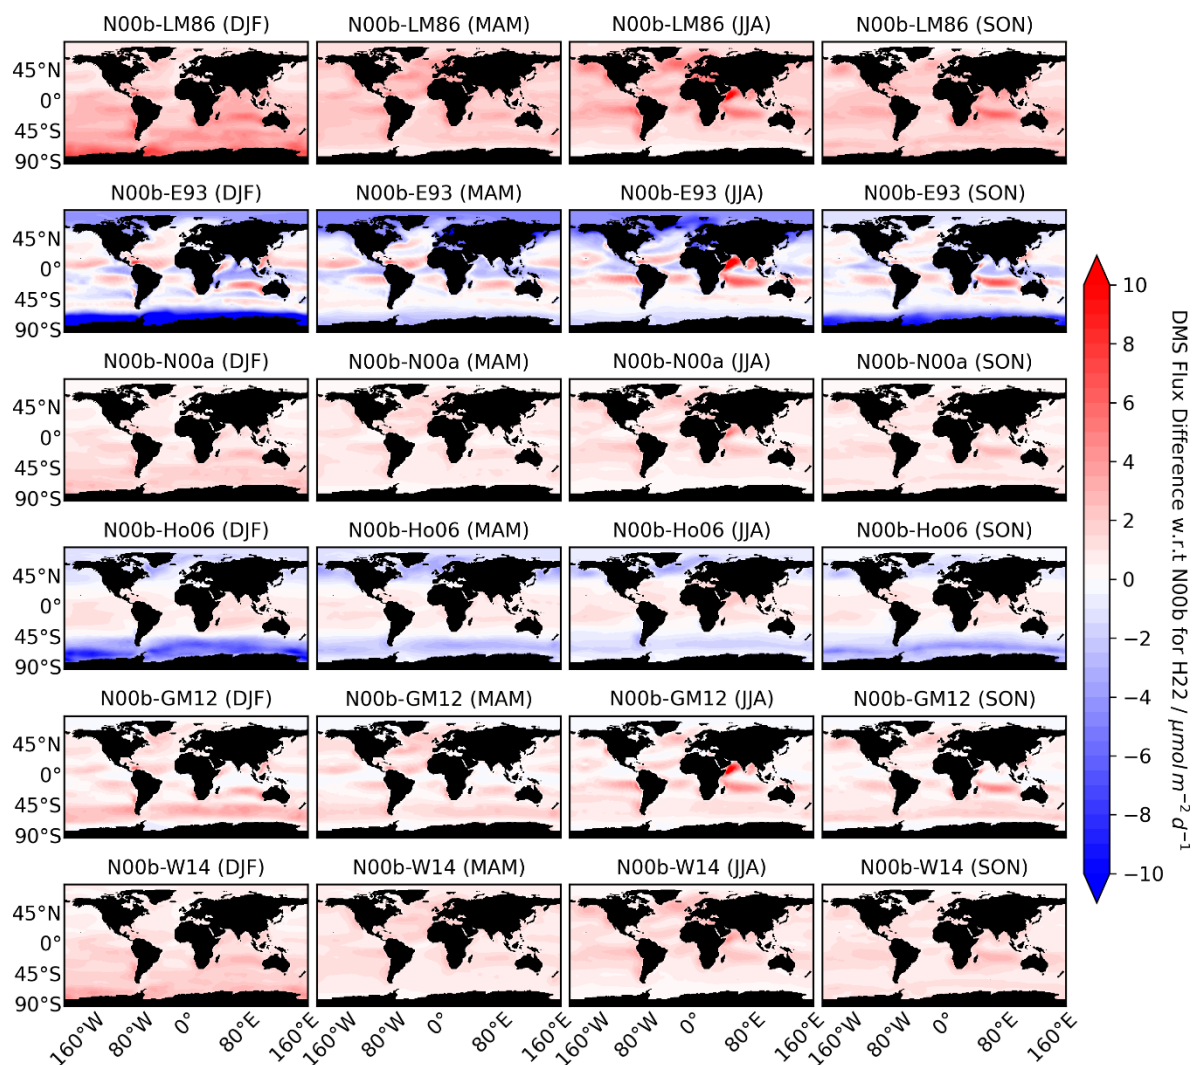 N00b-LM86 (DJF) N00b-LM86 (MAM) N00b-LM86 (JJA) N00b-LM86 (SON)
45°N
0°
45°S
90°S
N00b-E93 (DJF) N00b-E93 (MAM) N00b-E93 (JJA) N00b-E93 (SON)
45°N
0°
45°S
90°S
N00b-N00a (DJF) N00b-N00a (MAM) N00b-N00a (JJA) N00b-N00a (SON)
45°N
0°
45°S
90°S
N00b-Ho06 (DJF) N00b-Ho06 (MAM) N00b-Ho06 (JJA) N00b-Ho06 (SON)
45°N
0°
45°S
90°S
N00b-GM12 (DJF) N00b-GM12 (MAM) N00b-GM12 (JJA) N00b-GM12 (SON)
45°N
0°
45°S
90°S
N00b-W14 (DJF) N00b-W14 (MAM) N00b-W14 (JJA) N00b-W14 (SON)
45°N
0°
45°S
90°S
160°W 80°W 0° 80°E 160°E 160°W 80°W 0° 80°E 160°E 160°W 80°W 0° 80°E 160°E 160°W 80°W 0° 80°E 160°E
10
8
6
4
2
0
−2
−4
−6
−8
−10
DMS Flux Difference w.r.t N00b for H22 / μmol m⁻² d⁻¹